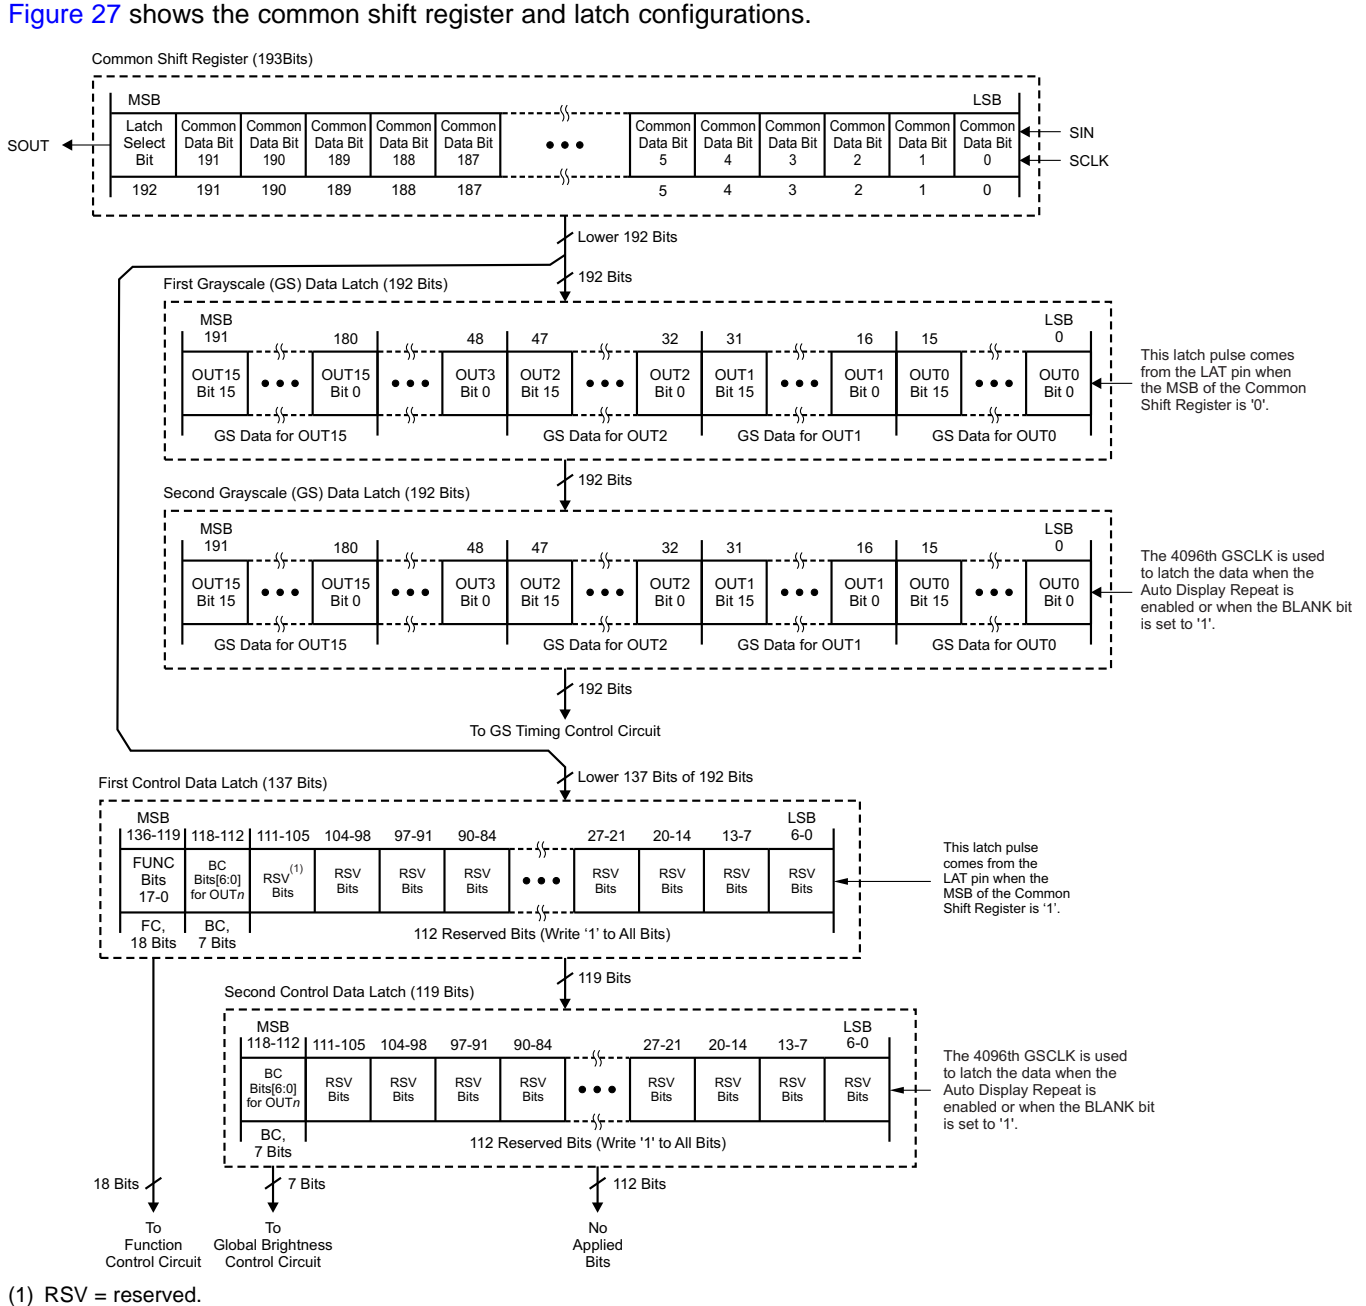 Figure 27 shows the common shift register and latch configurations.
Common Shift Register (193Bits)
MSB LSB
Latch Select Bit
Common Data Bit 191
Common Data Bit 190
Common Data Bit 189
Common Data Bit 188
Common Data Bit 187
Common Data Bit 5
Common Data Bit 4
Common Data Bit 3
Common Data Bit 2
Common Data Bit 1
Common Data Bit 0
SOUT
SIN
SCLK
192 191 190 189 188 187 5 4 3 2 1 0
Lower 192 Bits
192 Bits
First Grayscale (GS) Data Latch (192 Bits)
MSB LSB
191 180 48 47 32 31 16 15 0
OUT15 Bit 15
OUT15 Bit 0
OUT3 Bit 0
OUT2 Bit 15
OUT2 Bit 0
OUT1 Bit 15
OUT1 Bit 0
OUT0 Bit 15
OUT0 Bit 0
GS Data for OUT15 GS Data for OUT2 GS Data for OUT1 GS Data for OUT0
This latch pulse comes
from the LAT pin when
the MSB of the Common
Shift Register is '0'.
192 Bits
Second Grayscale (GS) Data Latch (192 Bits)
MSB LSB
191 180 48 47 32 31 16 15 0
OUT15 Bit 15
OUT15 Bit 0
OUT3 Bit 0
OUT2 Bit 15
OUT2 Bit 0
OUT1 Bit 15
OUT1 Bit 0
OUT0 Bit 15
OUT0 Bit 0
GS Data for OUT15 GS Data for OUT2 GS Data for OUT1 GS Data for OUT0
The 4096th GSCLK is used
to latch the data when the
Auto Display Repeat is
enabled or when the BLANK bit
is set to '1'.
192 Bits
To GS Timing Control Circuit
Lower 137 Bits of 192 Bits
First Control Data Latch (137 Bits)
MSB LSB
136-119 118-112 111-105 104-98 97-91 90-84 27-21 20-14 13-7 6-0
FUNC Bits 17-0
BC Bits[6:0] for OUTn
RSV(1) Bits
RSV Bits
RSV Bits
RSV Bits
RSV Bits
RSV Bits
RSV Bits
RSV Bits
FC, 18 Bits
BC, 7 Bits
112 Reserved Bits (Write ‘1’ to All Bits)
This latch pulse
comes from the
LAT pin when the
MSB of the Common
Shift Register is ‘1’.
119 Bits
Second Control Data Latch (119 Bits)
MSB LSB
118-112 111-105 104-98 97-91 90-84 27-21 20-14 13-7 6-0
BC Bits[6:0] for OUTn
RSV Bits
RSV Bits
RSV Bits
RSV Bits
RSV Bits
RSV Bits
RSV Bits
RSV Bits
BC, 7 Bits
112 Reserved Bits (Write '1' to All Bits)
The 4096th GSCLK is used
to latch the data when the
Auto Display Repeat is
enabled or when the BLANK bit
is set to '1'.
18 Bits 7 Bits 112 Bits
To Function Control Circuit
To Global Brightness Control Circuit
No Applied Bits
(1) RSV = reserved.